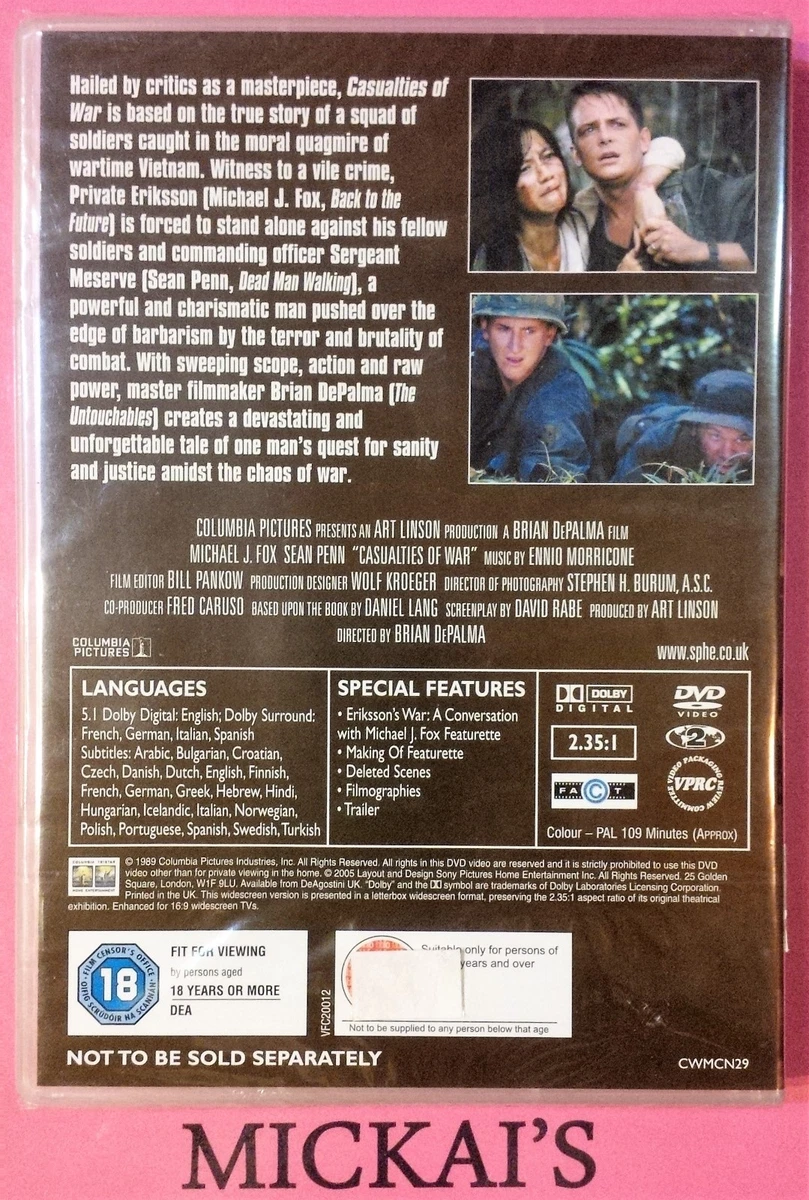 Hailed by critics as a masterpiece, Casualties of
War is based on the true story of a squad of
soldiers caught in the moral quagmire of
wartime Vietnam. Witness to a vile crime,
Private Eriksson (Michael J. Fox, Back to the
Future) is forced to stand alone against his fellow
soldiers and commanding officer Sergeant
Meserve (Sean Penn, Dead Man Walking), a
powerful and charismatic man pushed over the
edge of barbarism by the terror and brutality of
combat. With sweeping scope, action and raw
power, master filmmaker Brian DePalma (The
Untouchables) creates a devastating and
unforgettable tale of one man's quest for sanity
and justice amidst the chaos of war.
COLUMBIA PICTURES PRESENTS AN ART LINSON PRODUCTION A BRIAN DePALMA FILM
MICHAEL J. FOX SEAN PENN "CASUALTIES OF WAR" MUSIC BY ENNIO MORRICONE
FILM EDITOR BILL PANKOW PRODUCTION DESIGNER WOLF KROEGER DIRECTOR OF PHOTOGRAPHY STEPHEN H. BURUM, A.S.C.
CO-PRODUCER FRED CARUSO BASED UPON THE BOOK BY DANIEL LANG SCREENPLAY BY DAVID RABE PRODUCED BY ART LINSON
DIRECTED BY BRIAN DePALMA
COLUMBIA
PICTURES
www.sphe.co.uk
LANGUAGES
5.1 Dolby Digital: English; Dolby Surround:
French, German, Italian, Spanish
Subtitles: Arabic, Bulgarian, Croatian,
Czech, Danish, Dutch, English, Finnish,
French, German, Greek, Hebrew, Hindi,
Hungarian, Icelandic, Italian, Norwegian,
Polish, Portuguese, Spanish, Swedish, Turkish
SPECIAL FEATURES
• Eriksson's War: A Conversation
with Michael J. Fox Featurette
• Making Of Featurette
• Deleted Scenes
• Filmographies
• Trailer
DOLBY
DIGITAL
DVD
VIDEO
2.35:1
2
FACT
VIDEO PACKAGING REVIEW COMMITTEE
VPRC
Colour – PAL 109 Minutes (Approx)
© 1989 Columbia Pictures Industries, Inc. All Rights Reserved. All rights in this DVD video are reserved and it is strictly prohibited to use this DVD
video other than for private viewing in the home. © 2005 Layout and Design Sony Pictures Home Entertainment Inc. All Rights Reserved. 25 Golden
Square, London, W1F 9LU. Available from DeAgostini UK. "Dolby" and the symbol are trademarks of Dolby Laboratories Licensing Corporation.
Printed in the UK. This widescreen version is presented in a letterbox widescreen format, preserving the 2.35:1 aspect ratio of its original theatrical
exhibition. Enhanced for 16:9 widescreen TVs.
FILM CENSOR'S OFFICE
18
OIFIG SCRÚDÓIR NA SCANNÁN
FIT FOR VIEWING
by persons aged
18 YEARS OR MORE
DEA
VFC20012
Suitable only for persons of
years and over
Not to be supplied to any person below that age
NOT TO BE SOLD SEPARATELY
CWMCN29
MICKAI'S